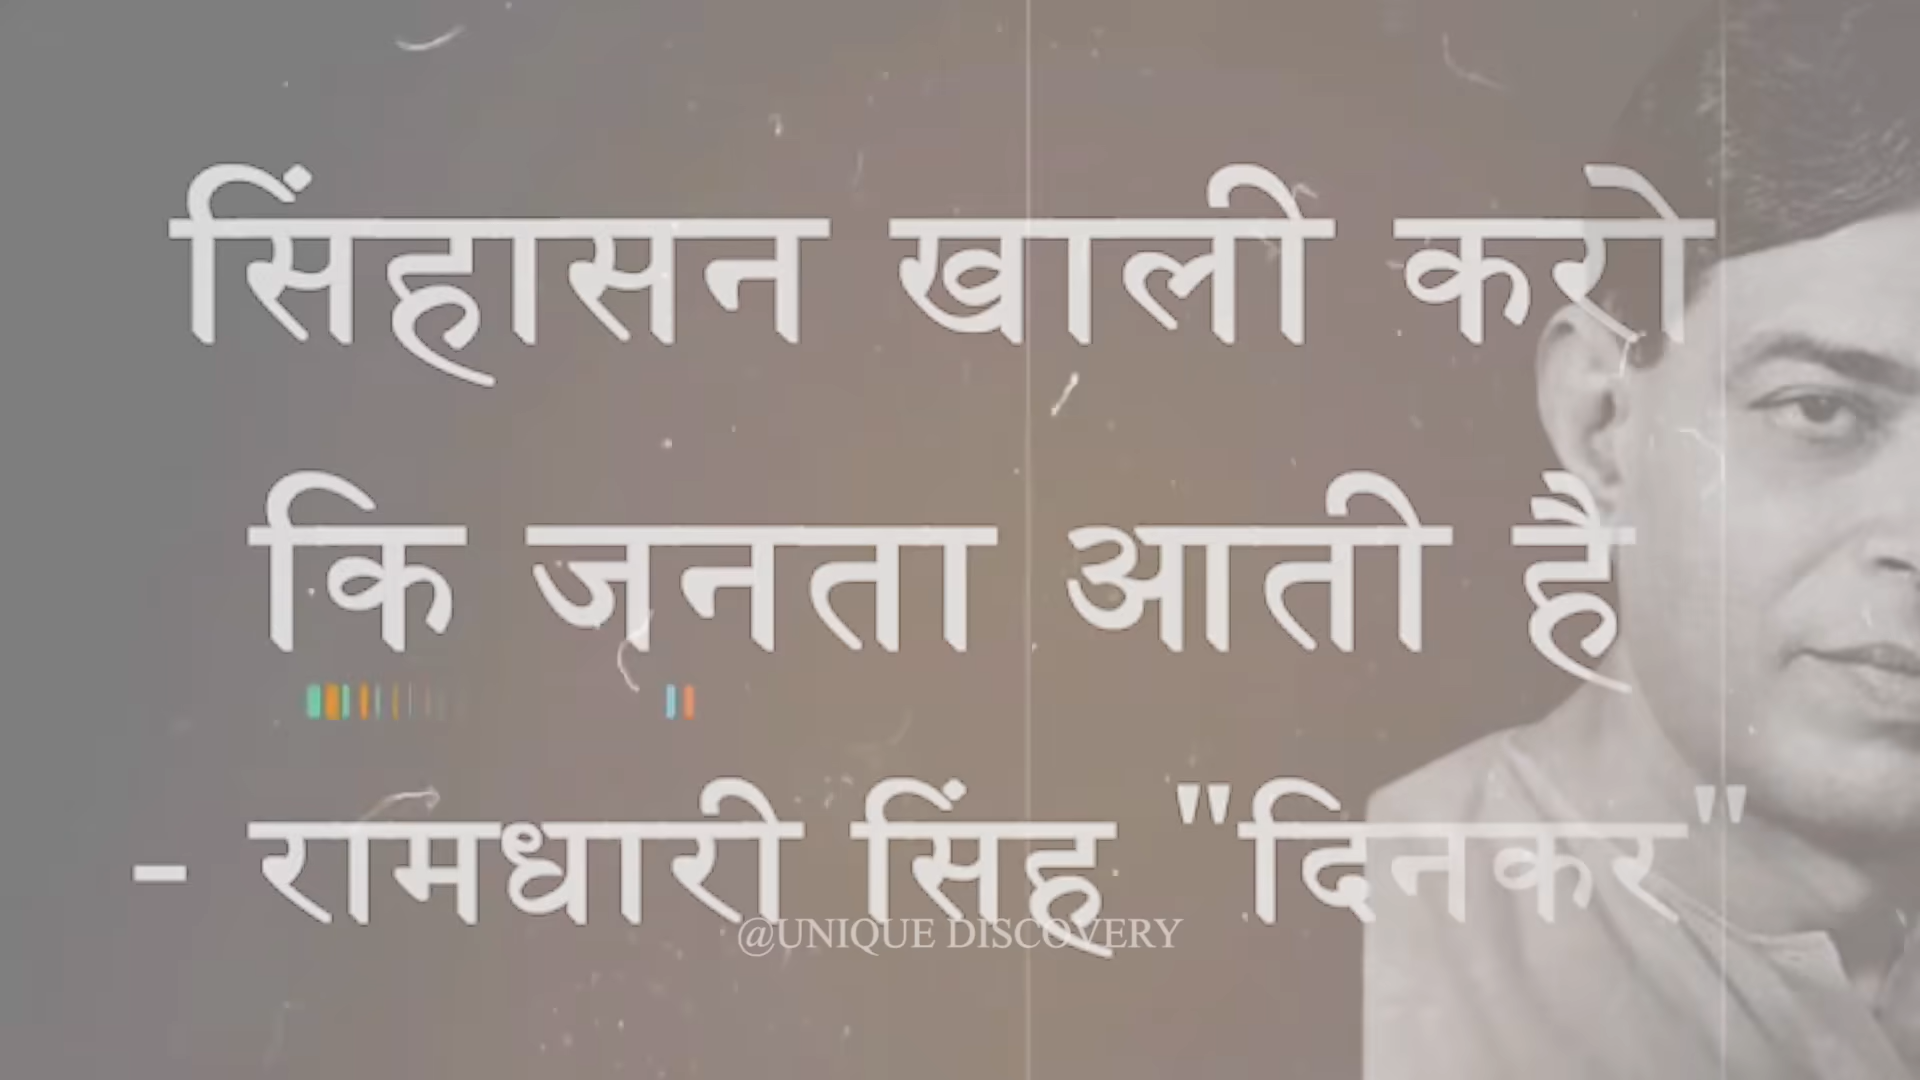 सिंहासन खाली करो
कि जनता आती है
- रामधारी सिंह "दिनकर"
@UNIQUE DISCOVERY